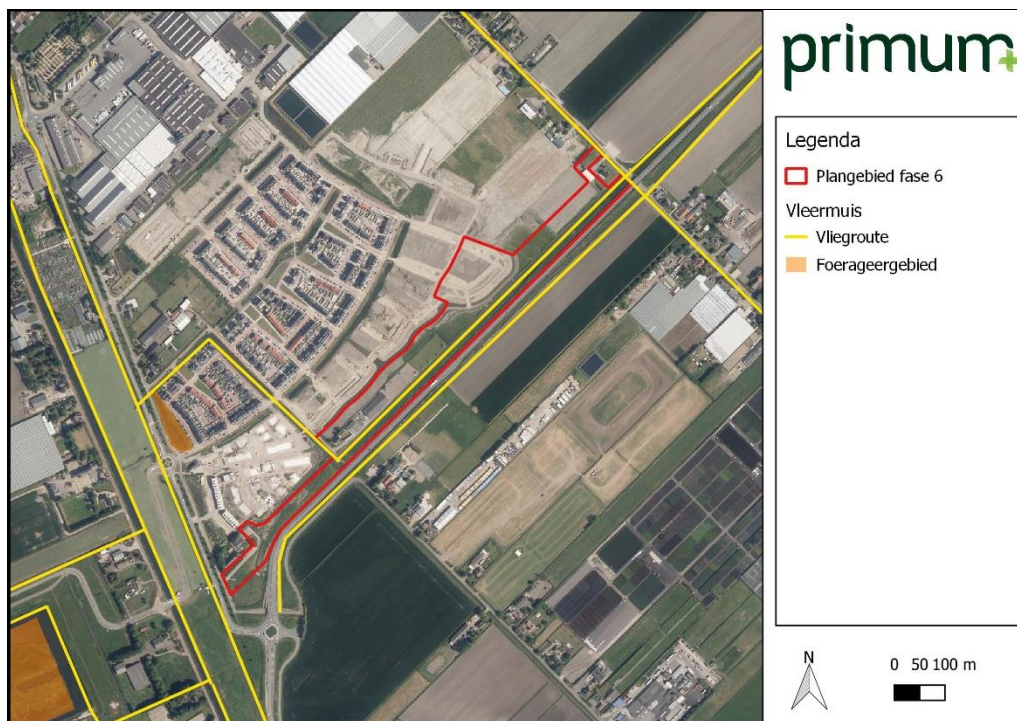 primum+
Legenda
Plangebied fase 6
Vleermuis
Vliegroute
Foerageergebied
N
0 50 100 m